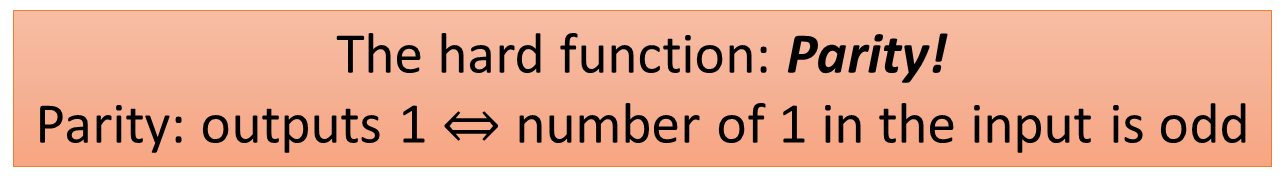 The hard function: Parity!
Parity: outputs 1 ⇔ number of 1 in the input is odd